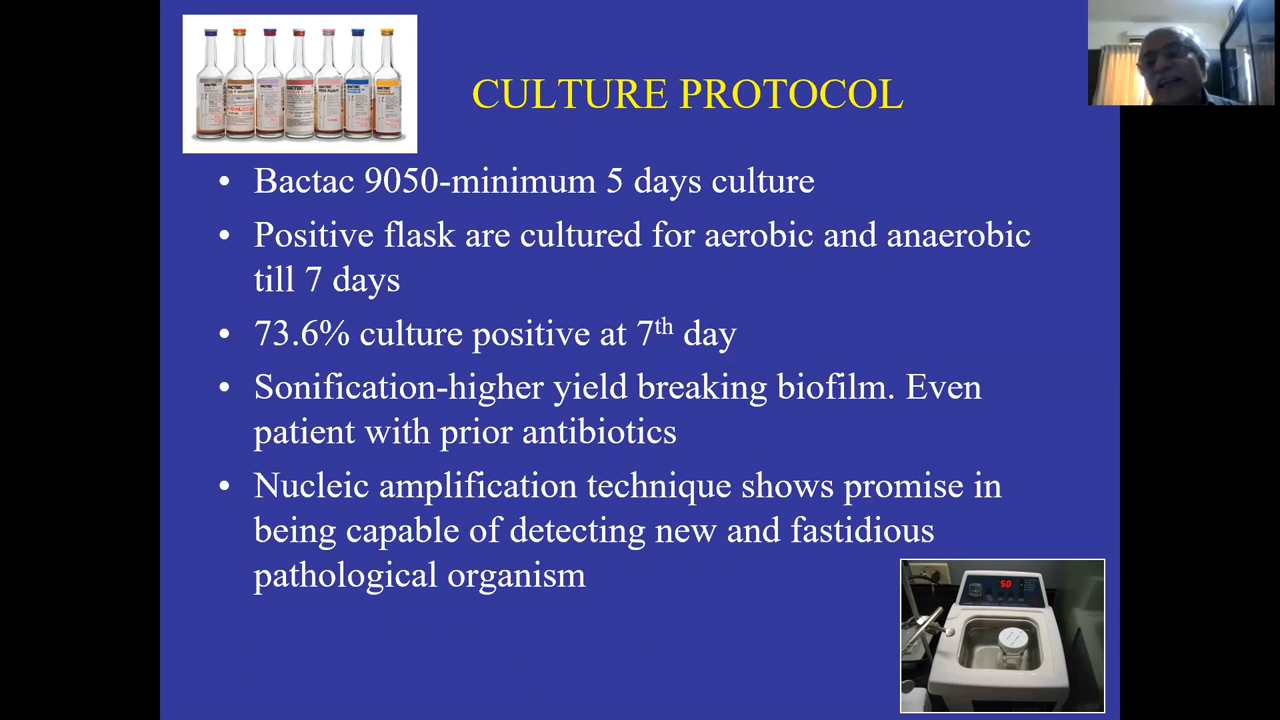 CULTURE PROTOCOL
• Bactac 9050-minimum 5 days culture
• Positive flask are cultured for aerobic and anaerobic
till 7 days
• 73.6% culture positive at 7th day
• Sonification-higher yield breaking biofilm. Even
patient with prior antibiotics
• Nucleic amplification technique shows promise in
being capable of detecting new and fastidious
pathological organism
50